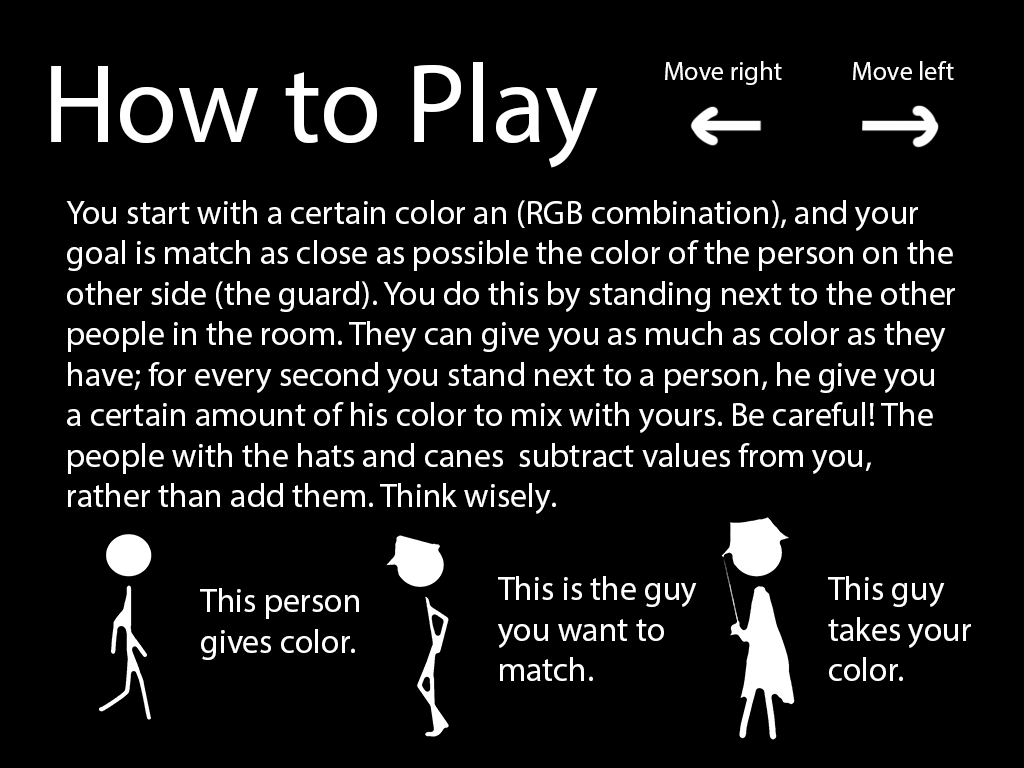 How to Play
Move right
Move left
You start with a certain color an (RGB combination), and your
goal is match as close as possible the color of the person on the
other side (the guard). You do this by standing next to the other
people in the room. They can give you as much as color as they
have; for every second you stand next to a person, he give you
a certain amount of his color to mix with yours. Be careful! The
people with the hats and canes  subtract values from you,
rather than add them. Think wisely.
This person
gives color.
This is the guy
you want to
match.
This guy
takes your
color.